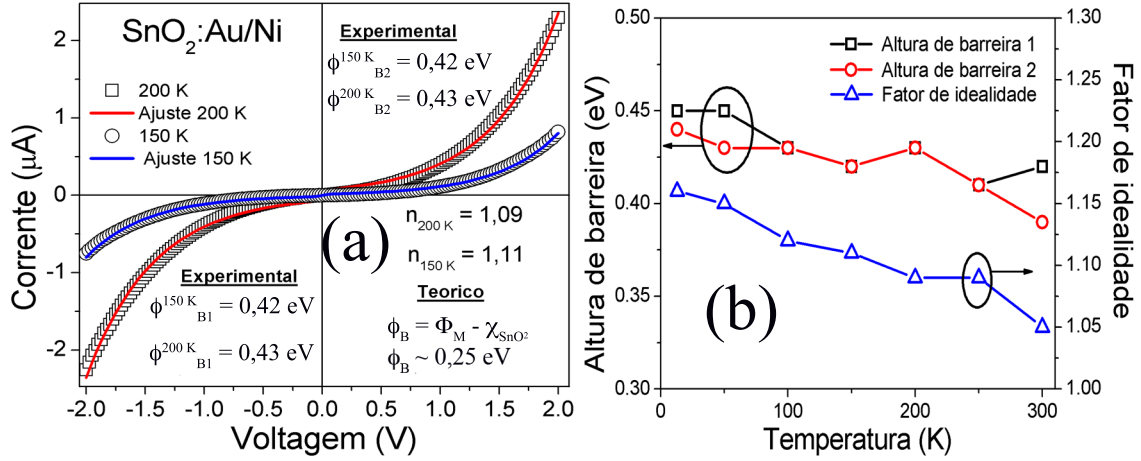 SnO2:Au/Ni
200 K
Ajuste 200 K
150 K
Ajuste 150 K
Experimental
ϕ150 K B2 = 0,42 eV
ϕ200 K B2 = 0,43 eV
(a)
n200 K = 1,09
n150 K = 1,11
Experimental
ϕ150 K B1 = 0,42 eV
ϕ200 K B1 = 0,43 eV
Teorico
ϕB = ΦM - χSnO2
ϕB ~ 0,25 eV
Corrente (μA)
2
1
0
-1
-2
-2.0 -1.5 -1.0 -0.5 0.0 0.5 1.0 1.5 2.0
Voltagem (V)
Altura de barreira 1
Altura de barreira 2
Fator de idealidade
(b)
Altura de barreira (eV)
0.50
0.45
0.40
0.35
0.30
0 50 100 150 200 250 300
Temperatura (K)
1.30
1.25
1.20
1.15
1.10
1.05
1.00
Fator de idealidade